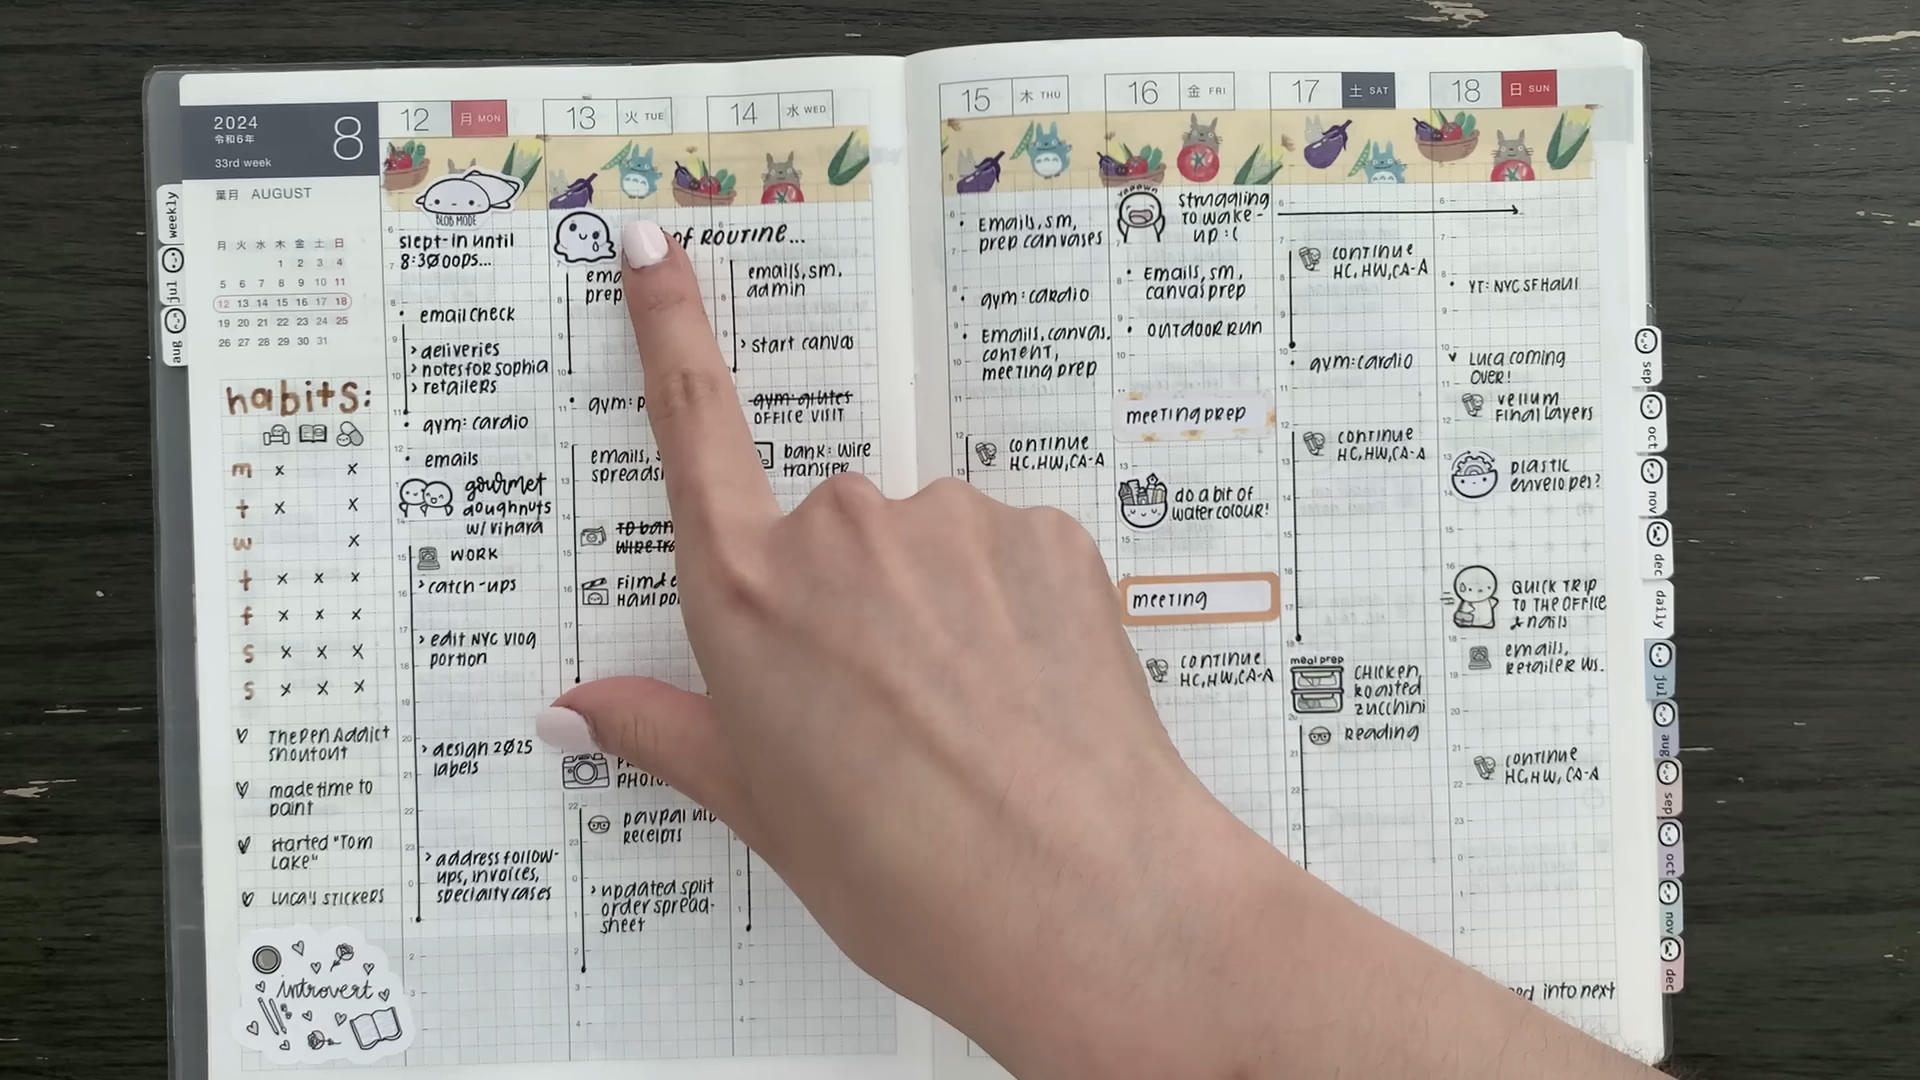 2024
令和6年
8
33rd week
葉月 AUGUST
月 火 水 木 金 土 日
1 2 3 4
5 6 7 8 9 10 11
12 13 14 15 16 17 18
19 20 21 22 23 24 25
26 27 28 29 30 31
habits:
m x x
t x x
w x
t x x x
f x x x
s x x x
s x x x
The Pen Addict
shoutout
made time to
paint
started "Tom
Lake"
Luca's stickers
introvert
weekly
jul
aug
12 月 MON
BLOB MODE
slept-in until
8:30 oops...
email check
> deliveries
> notes for sophia
> retailers
gym: cardio
emails
gourmet
doughnuts
w/ vihara
WORK
> catch-ups
> edit NYC vlog
portion
> design 2025
labels
> address follow-
ups, invoices,
specialty cases
13 火 TUE
of ROUTINE...
prep
gym: p
emails,
Film &
Haul
PHOTO
receipts
> updated split
order spread-
sheet
14 水 WED
emails, sm,
admin
> start canvas
gym: glutes
OFFICE VISIT
bank: wire
transfer
15 木 THU
Emails, sm,
prep canvases
gym: cardio
Emails, canvas,
content,
meeting prep
continue
HC, HW, CA-A
16 金 FRI
struggling
to wake-
up :(
Emails, sm,
canvas prep
OUTDOOR RUN
meeting prep
do a bit of
watercolour!
meeting
continue
HC, HW, CA-A
17 土 SAT
continue
HC, HW, CA-A
gym: cardio
continue
HC, HW, CA-A
meal prep
CHICKEN,
roasted
zucchini
Reading
18 日 SUN
YT: NYC SF Haul
Luca coming
over!
vellum
final layers
plastic
envelopes?
QUICK TRIP
TO THE OFFICE
& nails
emails,
retailer ws.
continue
HC, HW, CA-A
into next
sep
oct
nov
dec
daily
jul
aug
sep
oct
nov
dec